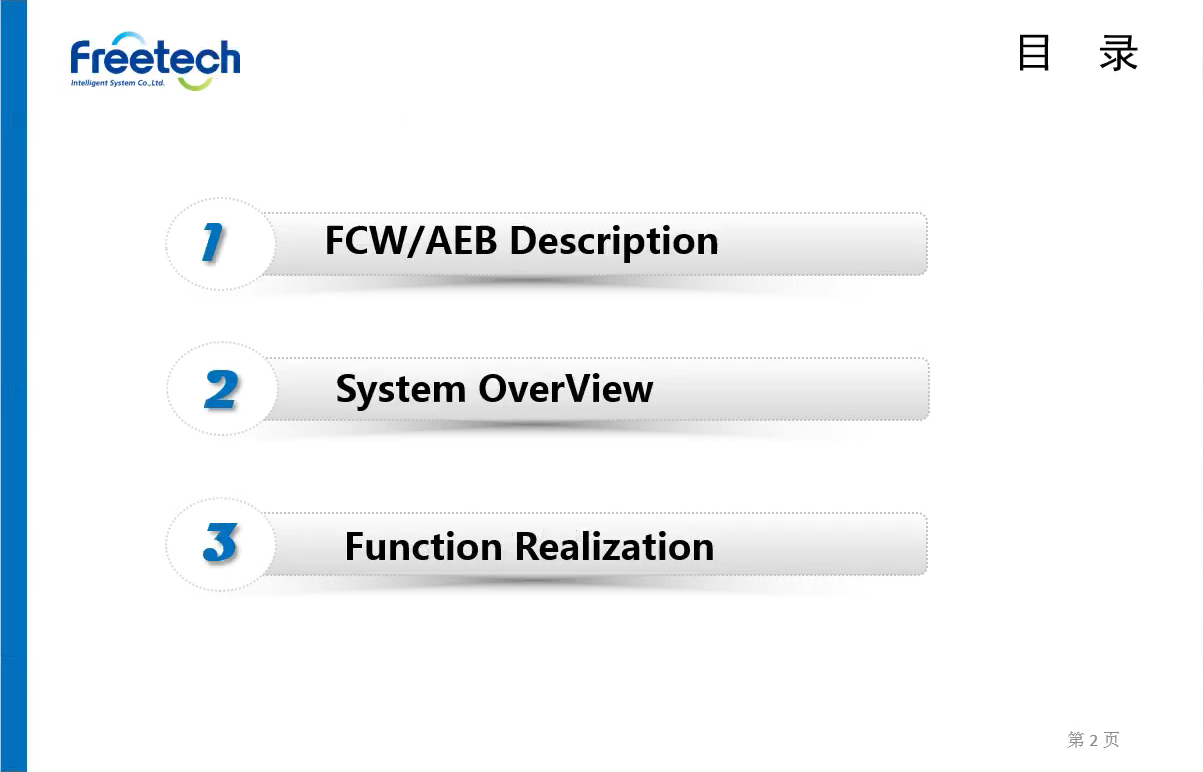 Freetech
Intelligent System Co.,Ltd.
目 录
1
FCW/AEB Description
2
System OverView
3
Function Realization
第 2 页